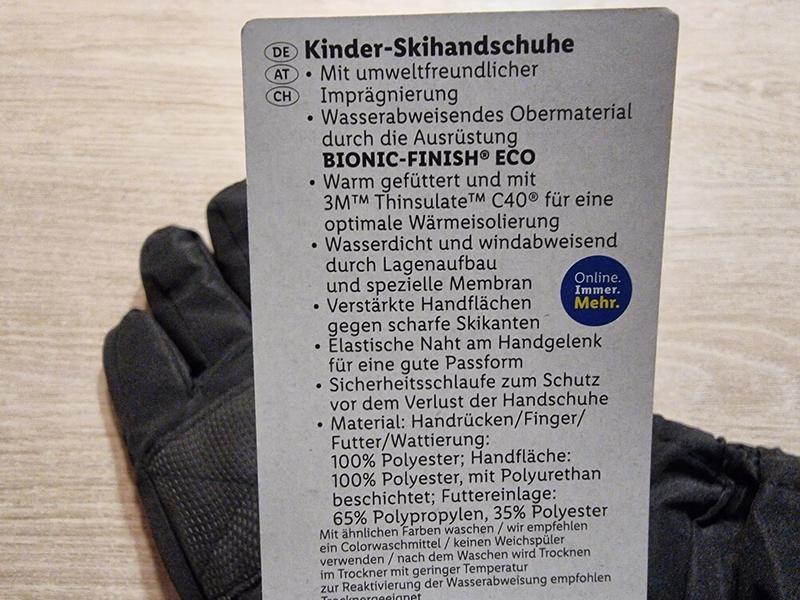 DE Kinder-Skihandschuhe
AT • Mit umweltfreundlicher
CH Imprägnierung
• Wasserabweisendes Obermaterial
durch die Ausrüstung
BIONIC-FINISH® ECO
• Warm gefüttert und mit
3M™ Thinsulate™ C40® für eine
optimale Wärmeisolierung
• Wasserdicht und windabweisend
durch Lagenaufbau
und spezielle Membran
Online.
Immer.
Mehr.
• Verstärkte Handflächen
gegen scharfe Skikanten
• Elastische Naht am Handgelenk
für eine gute Passform
• Sicherheitsschlaufe zum Schutz
vor dem Verlust der Handschuhe
• Material: Handrücken/Finger/
Futter/Wattierung:
100% Polyester; Handfläche:
100% Polyester, mit Polyurethan
beschichtet; Futtereinlage:
65% Polypropylen, 35% Polyester
Mit ähnlichen Farben waschen / wir empfehlen
ein Colorwaschmittel / keinen Weichspüler
verwenden / nach dem Waschen wird Trocknen
im Trockner mit geringer Temperatur
zur Reaktivierung der Wasserabweisung empfohlen
Trocknergeeignet